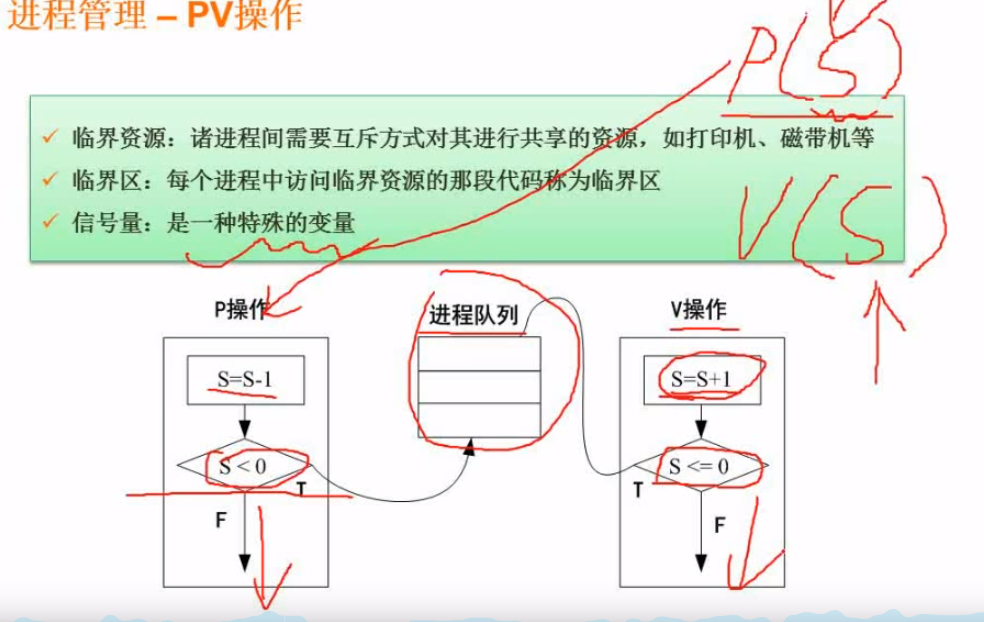 进程管理 – PV操作
P(S)
✓ 临界资源：诸进程间需要互斥方式对其进行共享的资源，如打印机、磁带机等
✓ 临界区：每个进程中访问临界资源的那段代码称为临界区
✓ 信号量：是一种特殊的变量
V(S)
P操作
进程队列
V操作
S=S-1
S=S+1
S < 0
S <= 0
T
T
F
F